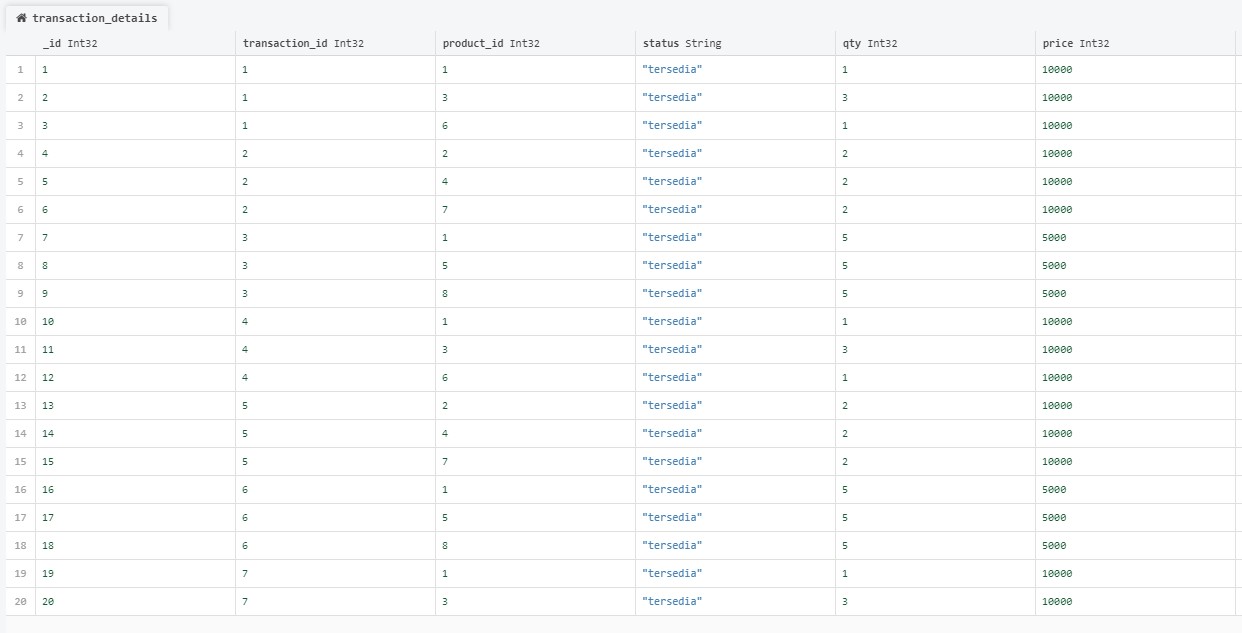 transaction_details
_id Int32 transaction_id Int32 product_id Int32 status String qty Int32 price Int32
1 1 1 1 "tersedia" 1 10000
2 2 1 3 "tersedia" 3 10000
3 3 1 6 "tersedia" 1 10000
4 4 2 2 "tersedia" 2 10000
5 5 2 4 "tersedia" 2 10000
6 6 2 7 "tersedia" 2 10000
7 7 3 1 "tersedia" 5 5000
8 8 3 5 "tersedia" 5 5000
9 9 3 8 "tersedia" 5 5000
10 10 4 1 "tersedia" 1 10000
11 11 4 3 "tersedia" 3 10000
12 12 4 6 "tersedia" 1 10000
13 13 5 2 "tersedia" 2 10000
14 14 5 4 "tersedia" 2 10000
15 15 5 7 "tersedia" 2 10000
16 16 6 1 "tersedia" 5 5000
17 17 6 5 "tersedia" 5 5000
18 18 6 8 "tersedia" 5 5000
19 19 7 1 "tersedia" 1 10000
20 20 7 3 "tersedia" 3 10000